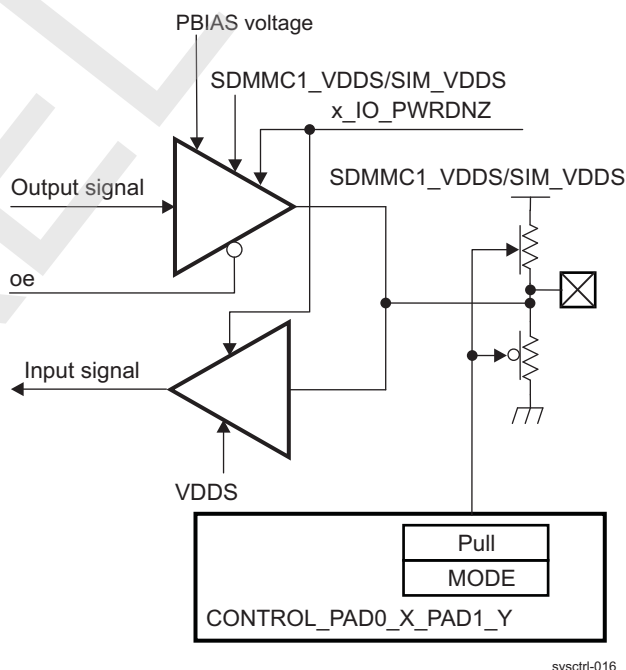 PBIAS voltage
SDMMC1_VDDS/SIM_VDDS
x_IO_PWRDNZ
SDMMC1_VDDS/SIM_VDDS
Output signal
oe
Input signal
VDDS
Pull
MODE
CONTROL_PAD0_X_PAD1_Y
sysctrl-016